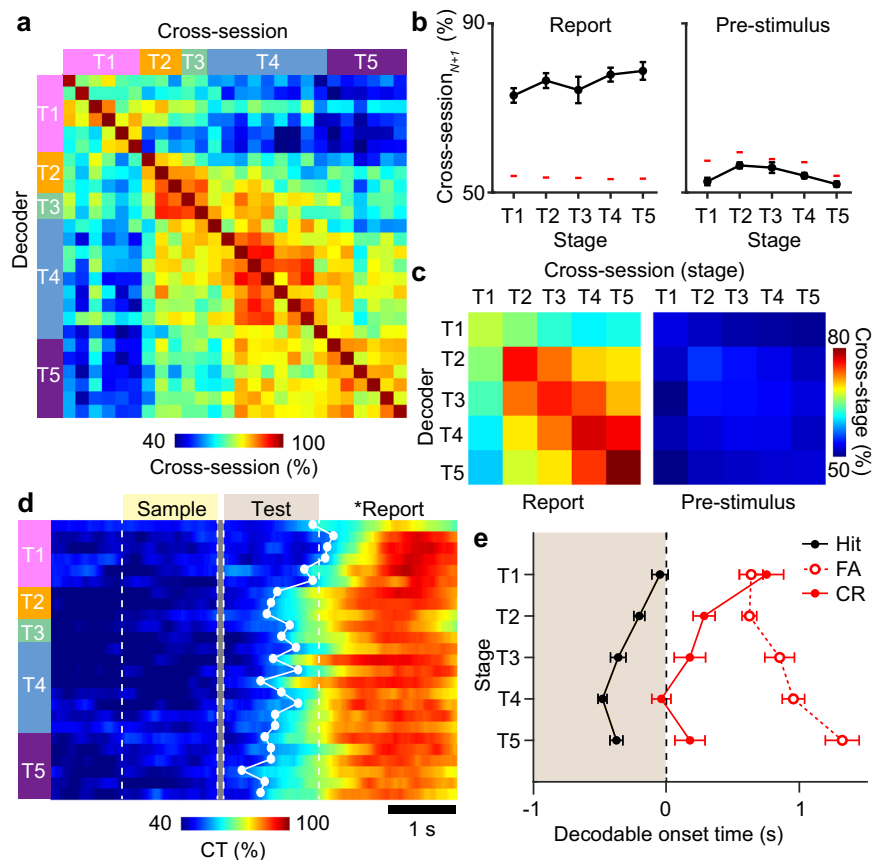 a
Cross-session
T1 T2 T3 T4 T5
Decoder
T1
T2
T3
T4
T5
40 100
Cross-session (%)
b
Cross-session N+1 (%)
90
50
Report
T1 T2 T3 T4 T5
Stage
Pre-stimulus
T1 T2 T3 T4 T5
Stage
c
Cross-session (stage)
T1 T2 T3 T4 T5
T1 T2 T3 T4 T5
Decoder
T1
T2
T3
T4
T5
80
50
Cross-stage (%)
Report
Pre-stimulus
d
Sample Test *Report
T1
T2
T3
T4
T5
40 100
CT (%)
1 s
e
Hit
FA
CR
Stage
T1
T2
T3
T4
T5
-1 0 1
Decodable onset time (s)